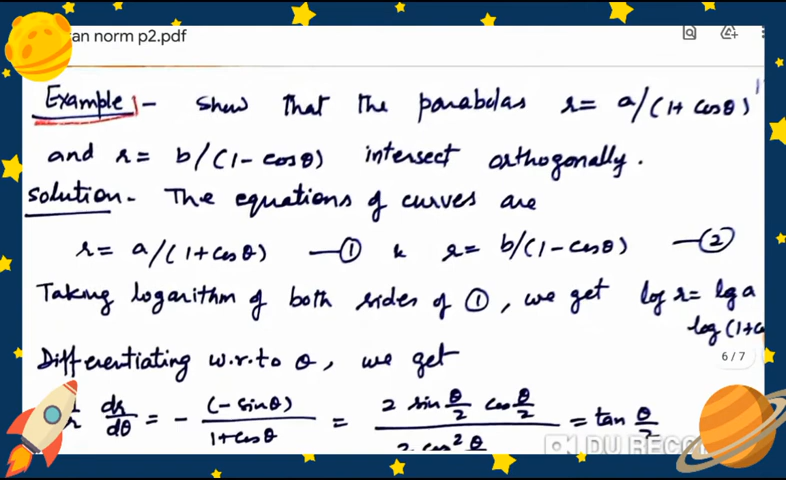 an norm p2.pdf
Example:- Show that the parabolas r = a/(1+ cosθ)
and r = b/(1- cosθ) intersect orthogonally.
Solution- The equations of curves are
r = a/(1+cosθ) —① & r = b/(1-cosθ) —②
Taking logarithm of both sides of ①, we get log r = log a
log (1+c
6 / 7
Differentiating w.r.to θ, we get
dr/dθ = - (-sinθ)/(1+cosθ) = 2 sin θ/2 cos θ/2 / 2 cos² θ = tan θ/2
DU RECO